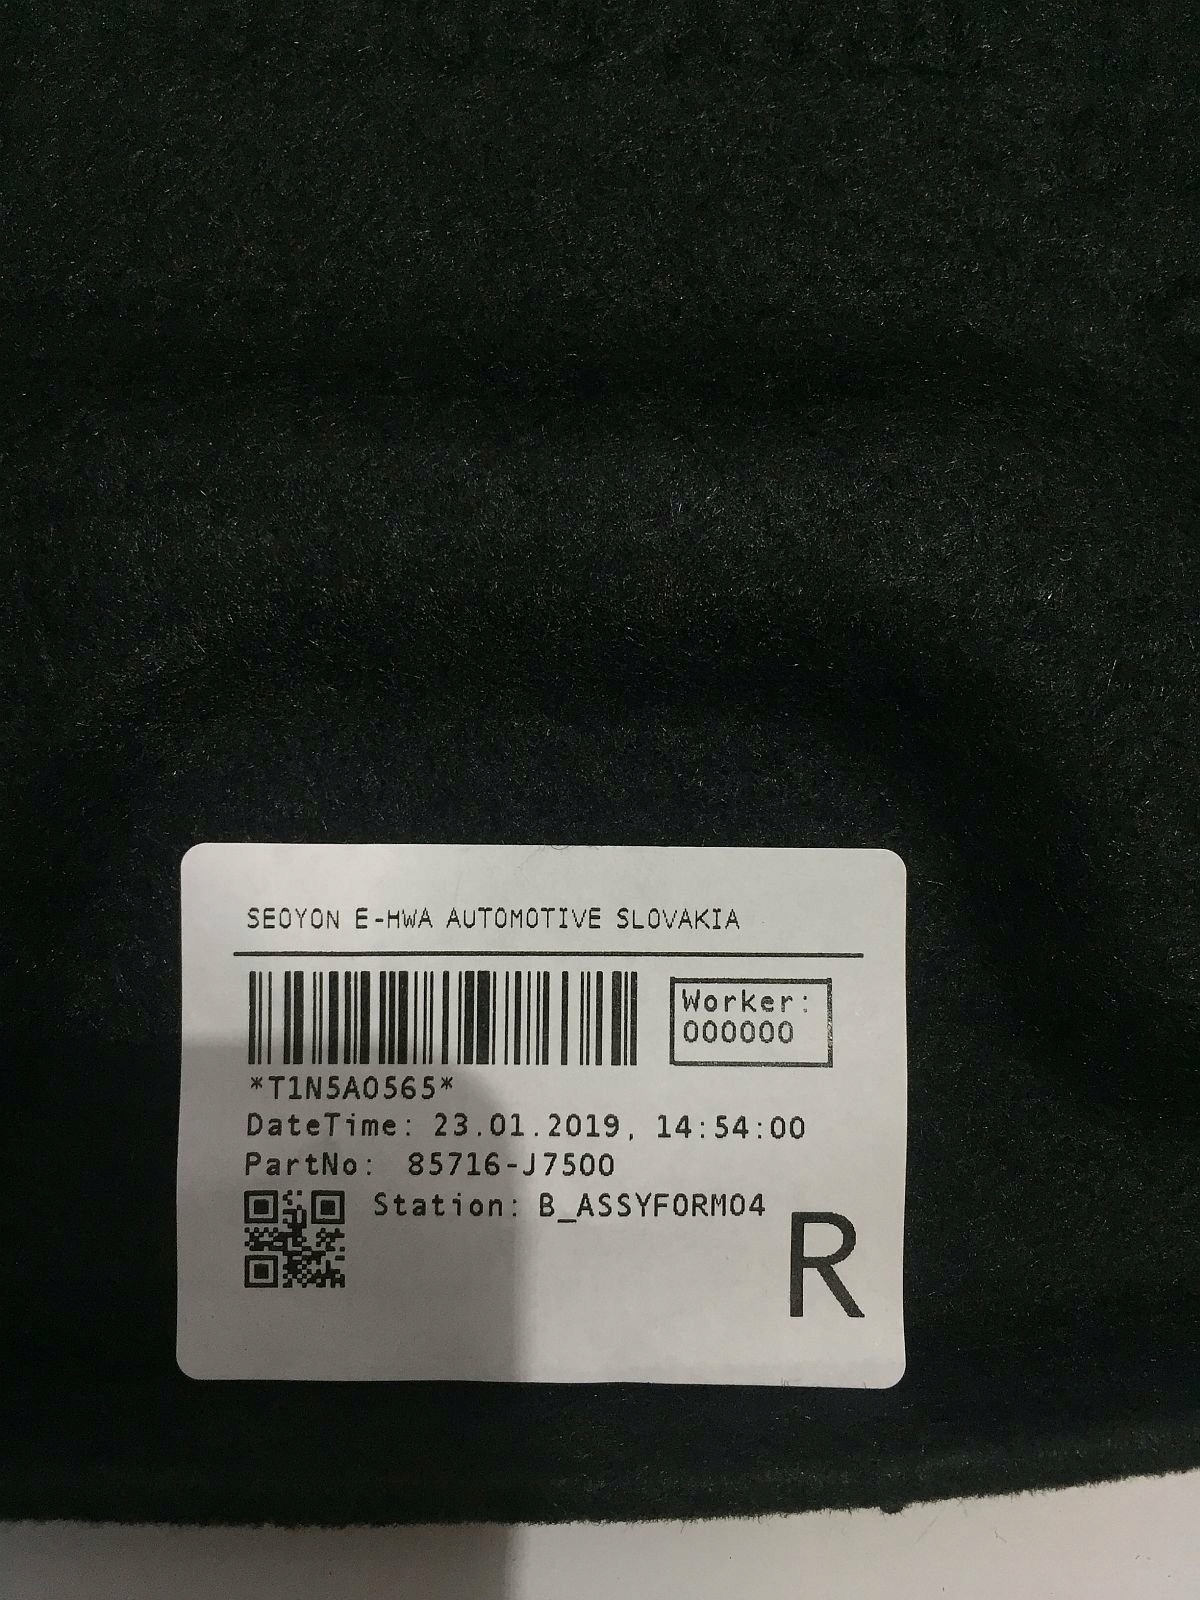 SEOYON E-HWA AUTOMOTIVE SLOVAKIA
Worker:
000000
*T1N5A0565*
DateTime: 23.01.2019, 14:54:00
PartNo: 85716-J7500
Station: B_ASSYFORM04
R